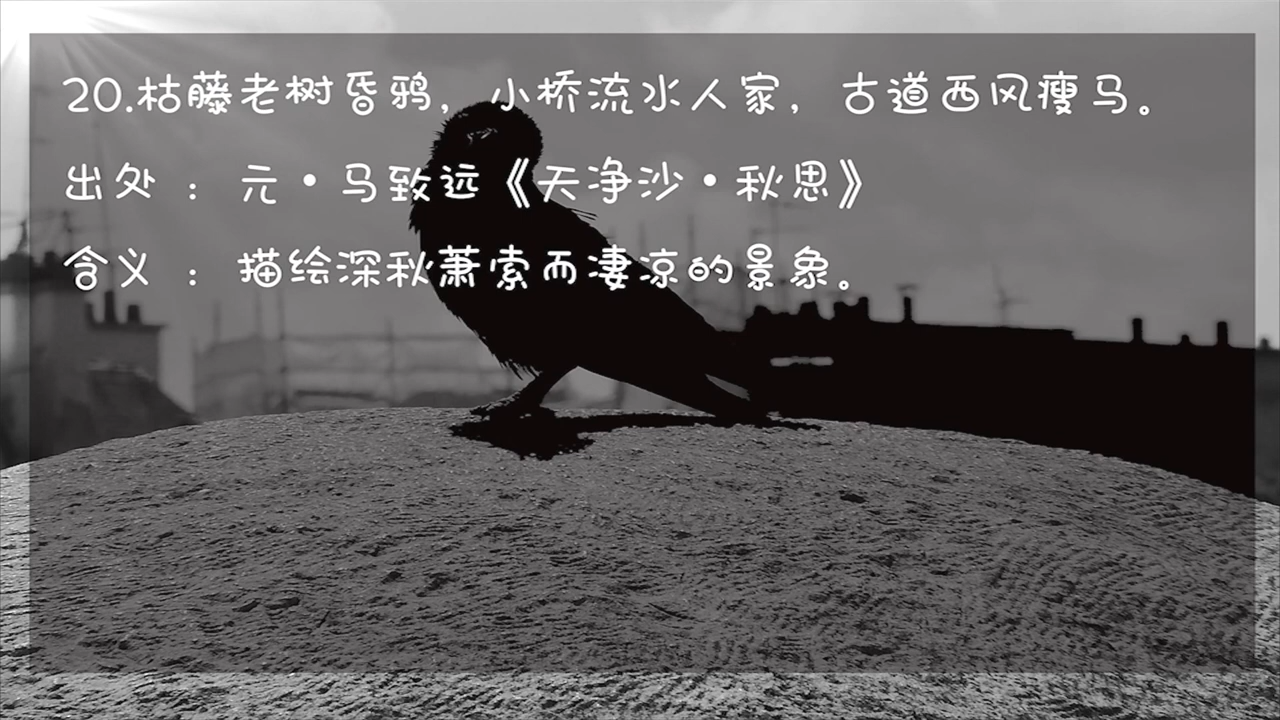 20.枯藤老树昏鸦，小桥流水人家，古道西风瘦马。
出处 ：元·马致远《天净沙·秋思》
含义 ：描绘深秋萧索而凄凉的景象。